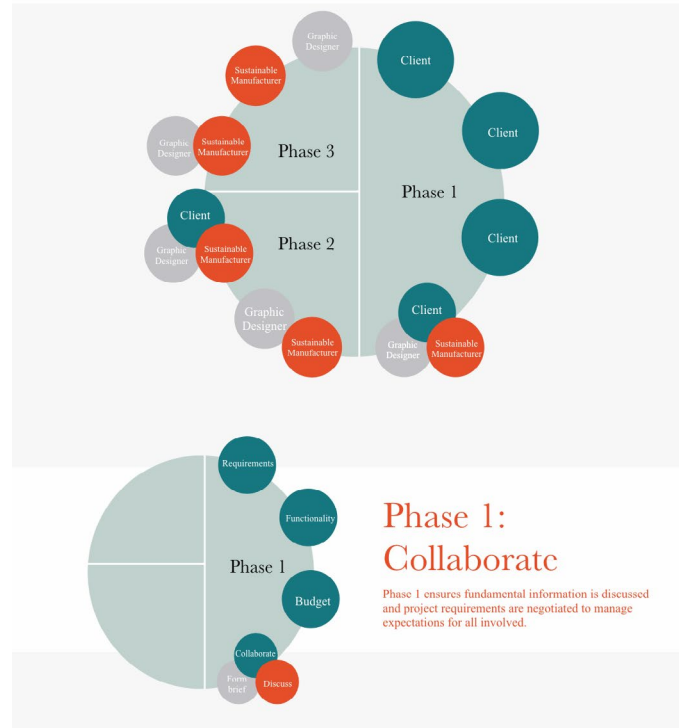 Graphic
Designer
Client
Sustainable
Manufacturer
Client
Graphic
Designer
Sustainable
Manufacturer
Phase 3
Phase 1
Client
Client
Phase 2
Graphic
Designer
Sustainable
Manufacturer
Graphic
Designer
Client
Sustainable
Manufacturer
Graphic
Designer
Sustainable
Manufacturer
Requirements
Functionality
Phase 1
Budget
Collaborate
Form
brief
Discuss
Phase 1:
Collaborate
Phase 1 ensures fundamental information is discussed
and project requirements are negotiated to manage
expectations for all involved.